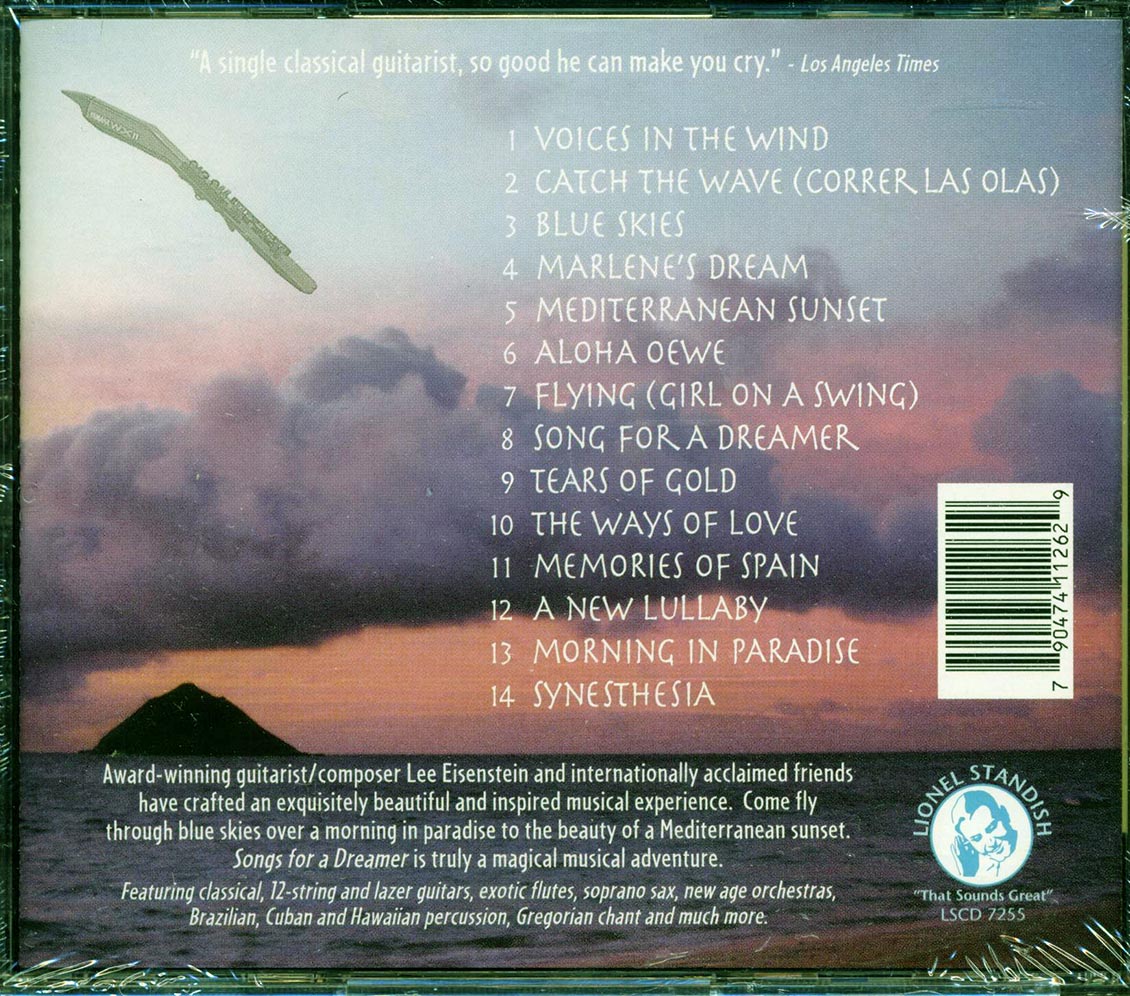 "A single classical guitarist, so good he can make you cry." - Los Angeles Times
YAMAHA WX11
1 VOICES IN THE WIND
2 CATCH THE WAVE (CORRER LAS OLAS)
3 BLUE SKIES
4 MARLENE'S DREAM
5 MEDITERRANEAN SUNSET
6 ALOHA OEWE
7 FLYING (GIRL ON A SWING)
8 SONG FOR A DREAMER
9 TEARS OF GOLD
10 THE WAYS OF LOVE
11 MEMORIES OF SPAIN
12 A NEW LULLABY
13 MORNING IN PARADISE
14 SYNESTHESIA
7 90474 11262 9
Award-winning guitarist/composer Lee Eisenstein and internationally acclaimed friends
have crafted an exquisitely beautiful and inspired musical experience. Come fly
through blue skies over a morning in paradise to the beauty of a Mediterranean sunset.
Songs for a Dreamer is truly a magical musical adventure.
Featuring classical, 12-string and lazer guitars, exotic flutes, soprano sax, new age orchestras,
Brazilian, Cuban and Hawaiian percussion, Gregorian chant and much more.
LIONEL STANDISH
"That Sounds Great"
LSCD 7255